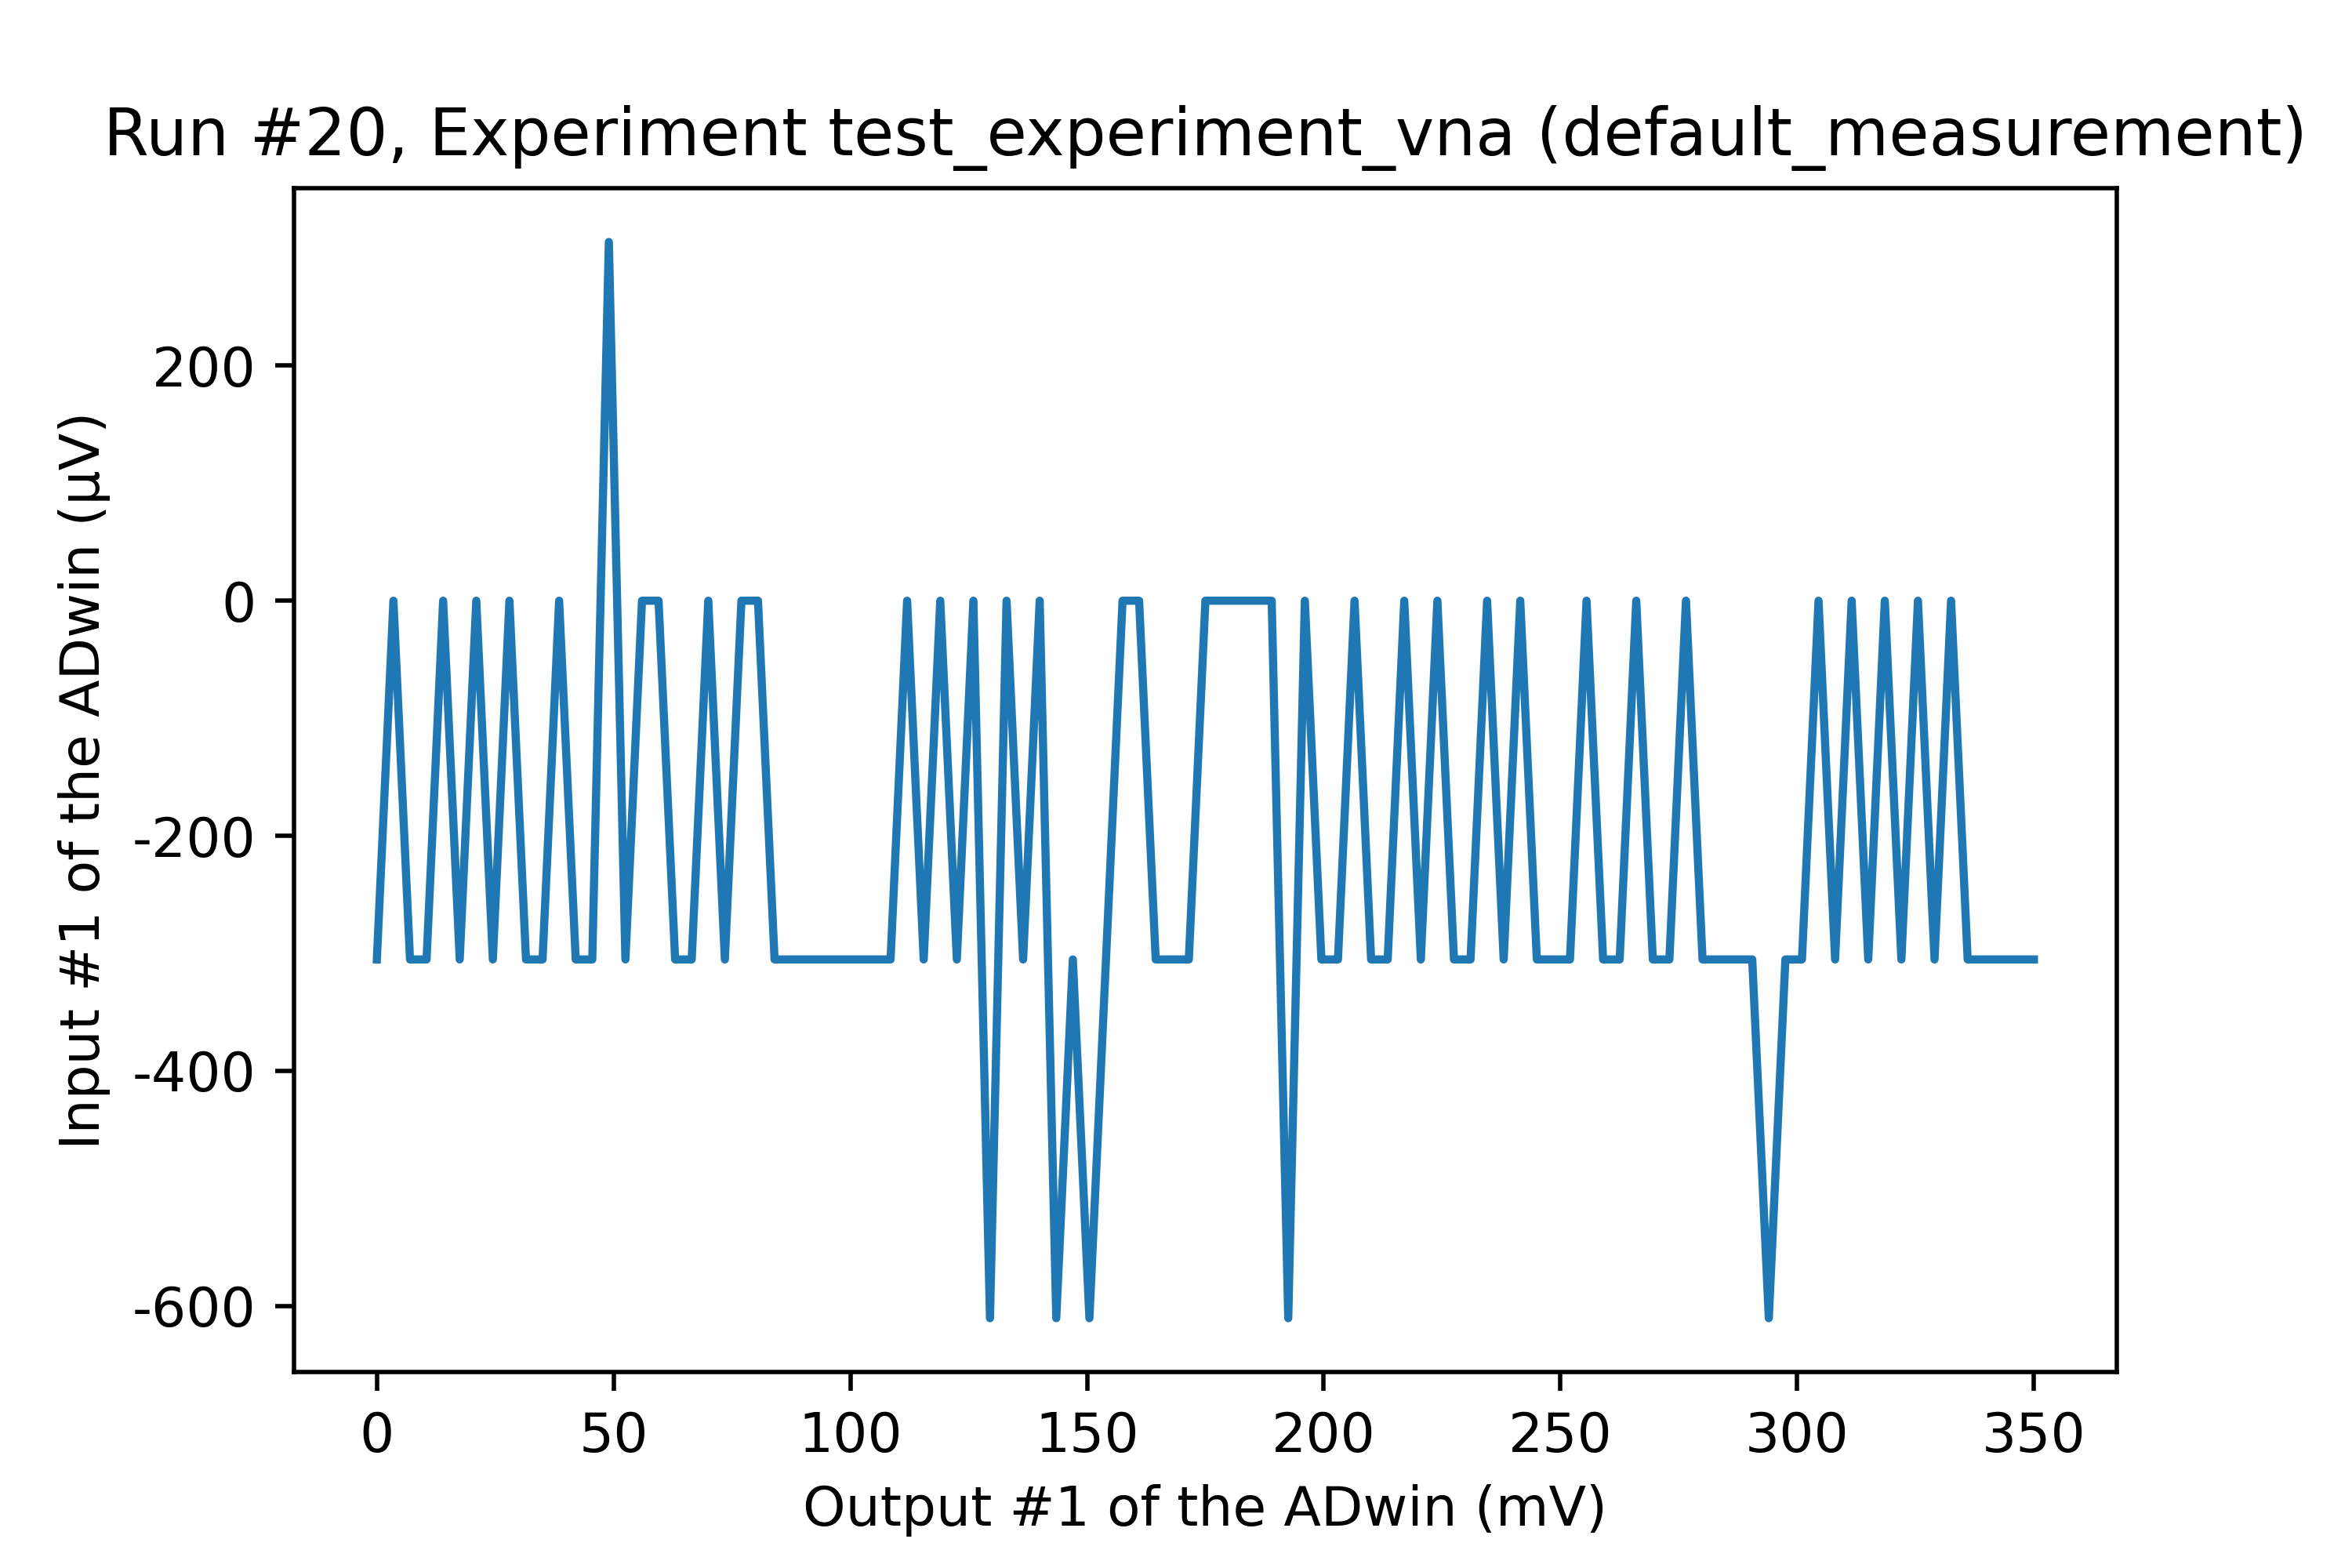 Run #20, Experiment test_experiment_vna (default_measurement)
Input #1 of the ADwin (µV)
200
0
-200
-400
-600
0 50 100 150 200 250 300 350
Output #1 of the ADwin (mV)